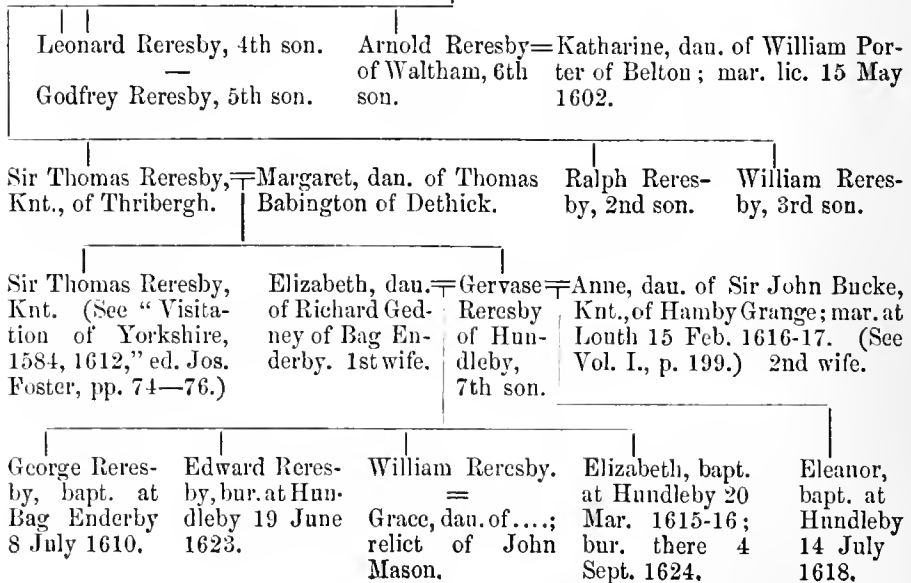 Leonard Reresby, 4th son.
—
Godfrey Reresby, 5th son.
Arnold Reresby=
of Waltham, 6th
son.
Katharine, dau. of William Por-
ter of Belton; mar. lic. 15 May
1602.
Sir Thomas Reresby,=
Knt., of Thribergh.
Margaret, dau. of Thomas
Babington of Dethick.
Ralph Reres-
by, 2nd son.
William Reres-
by, 3rd son.
Sir Thomas Reresby,
Knt. (See “Visita-
tion of Yorkshire,
1584, 1612,” ed. Jos.
Foster, pp. 74—76.)
Elizabeth, dau.=
of Richard Ged-
ney of Bag En-
derby. 1st wife.
Gervase=
Reresby
of Hun-
dleby,
7th son.
Anne, dau. of Sir John Bucke,
Knt., of Hamby Grange; mar. at
Louth 15 Feb. 1616-17. (See
Vol. I., p. 199.) 2nd wife.
George Reres-
by, bapt. at
Bag Enderby
8 July 1610.
Edward Reres-
by, bur. at Hun-
dleby 19 June
1623.
William Reresby.
=
Grace, dau. of ....;
relict of John
Mason.
Elizabeth, bapt.
at Hundleby 20
Mar. 1615-16;
bur. there 4
Sept. 1624.
Eleanor,
bapt. at
Hundleby
14 July
1618.